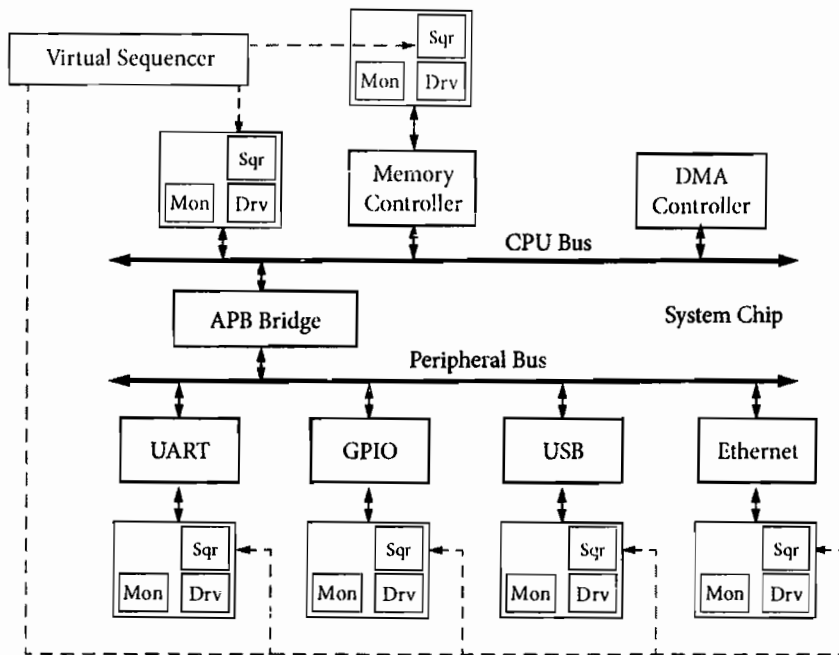 Virtual Sequencer
Sqr
Mon
Drv
Sqr
Mon
Drv
Memory
Controller
DMA
Controller
CPU Bus
APB Bridge
System Chip
Peripheral Bus
UART
GPIO
USB
Ethernet
Sqr
Mon
Drv
Sqr
Mon
Drv
Sqr
Mon
Drv
Sqr
Mon
Drv